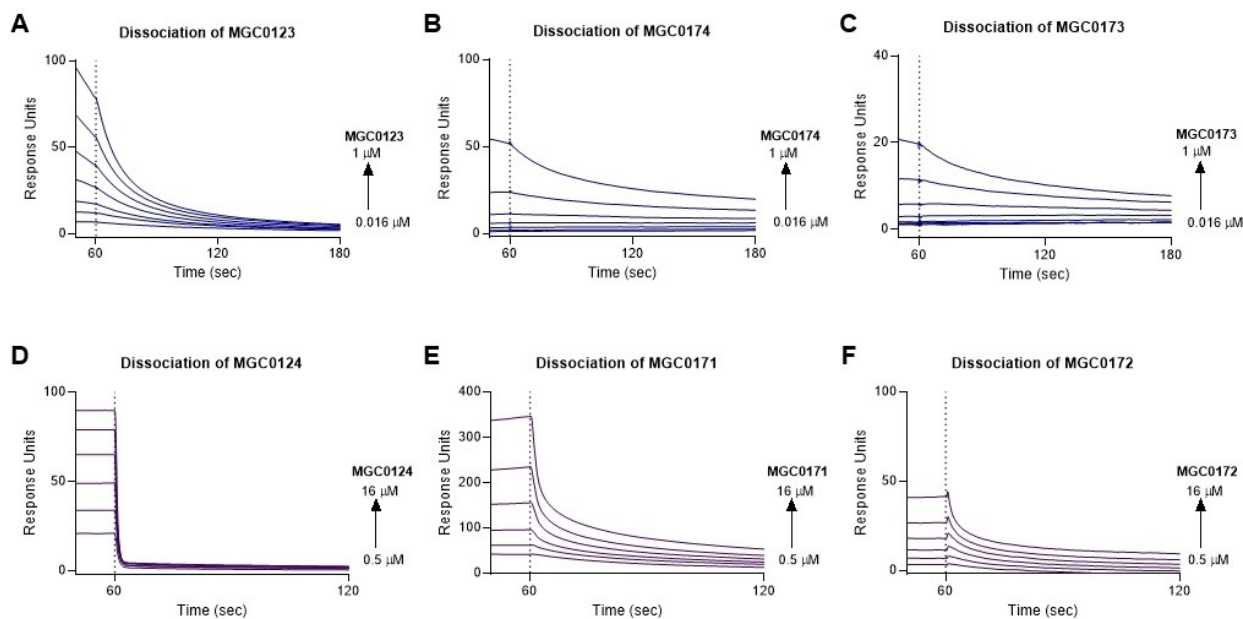 A
Dissociation of MGC0123
100
50
0
Response Units
60
120
180
Time (sec)
MGC0123
1 μM
0.016 μM
B
Dissociation of MGC0174
100
50
0
Response Units
60
120
180
Time (sec)
MGC0174
1 μM
0.016 μM
C
Dissociation of MGC0173
40
20
0
Response Units
60
120
180
Time (sec)
MGC0173
1 μM
0.016 μM
D
Dissociation of MGC0124
100
50
0
Response Units
60
120
Time (sec)
MGC0124
16 μM
0.5 μM
E
Dissociation of MGC0171
400
300
200
100
0
Response Units
60
120
Time (sec)
MGC0171
16 μM
0.5 μM
F
Dissociation of MGC0172
100
50
0
Response Units
60
120
Time (sec)
MGC0172
16 μM
0.5 μM